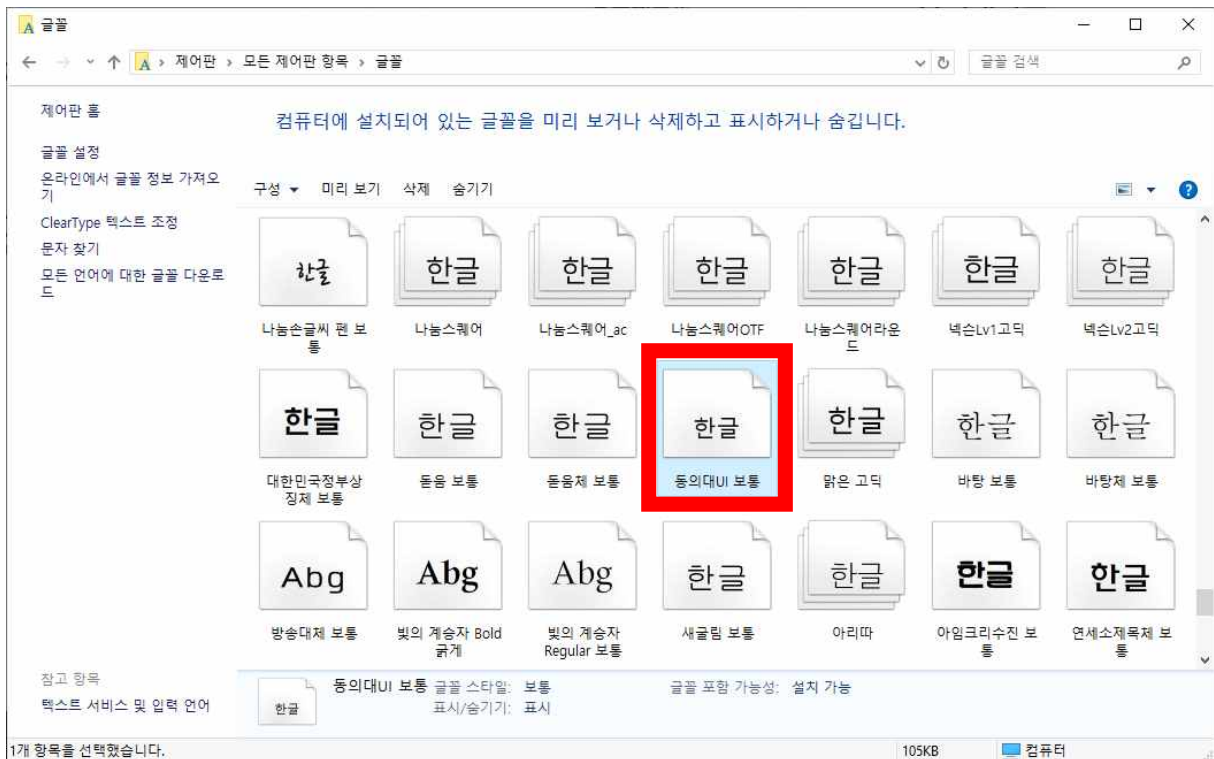 글꼴
제어판 › 모든 제어판 항목 › 글꼴
글꼴 검색
제어판 홈
글꼴 설정
온라인에서 글꼴 정보 가져오
기
ClearType 텍스트 조정
문자 찾기
모든 언어에 대한 글꼴 다운로
드
컴퓨터에 설치되어 있는 글꼴을 미리 보거나 삭제하고 표시하거나 숨깁니다.
구성 미리 보기 삭제 숨기기
한글 한글 한글 한글 한글 한글 한글
나눔손글씨 펜 보
통
나눔스퀘어
나눔스퀘어_ac
나눔스퀘어OTF
나눔스퀘어라운
드
넥슨Lv1고딕
넥슨Lv2고딕
한글 한글 한글 한글 한글 한글 한글
대한민국정부상
징체 보통
돋움 보통
돋움체 보통
동의대UI 보통
맑은 고딕
바탕 보통
바탕체 보통
Abg Abg Abg 한글 한글 한글 한글
방송대체 보통
빛의 계승자 Bold
굵게
빛의 계승자
Regular 보통
새굴림 보통
아리따
아임크리수진 보
통
연세소제목체 보
통
참고 항목
텍스트 서비스 및 입력 언어
한글
동의대UI 보통 글꼴 스타일: 보통 글꼴 포함 가능성: 설치 가능
표시/숨기기: 표시
1개 항목을 선택했습니다. 105KB 컴퓨터